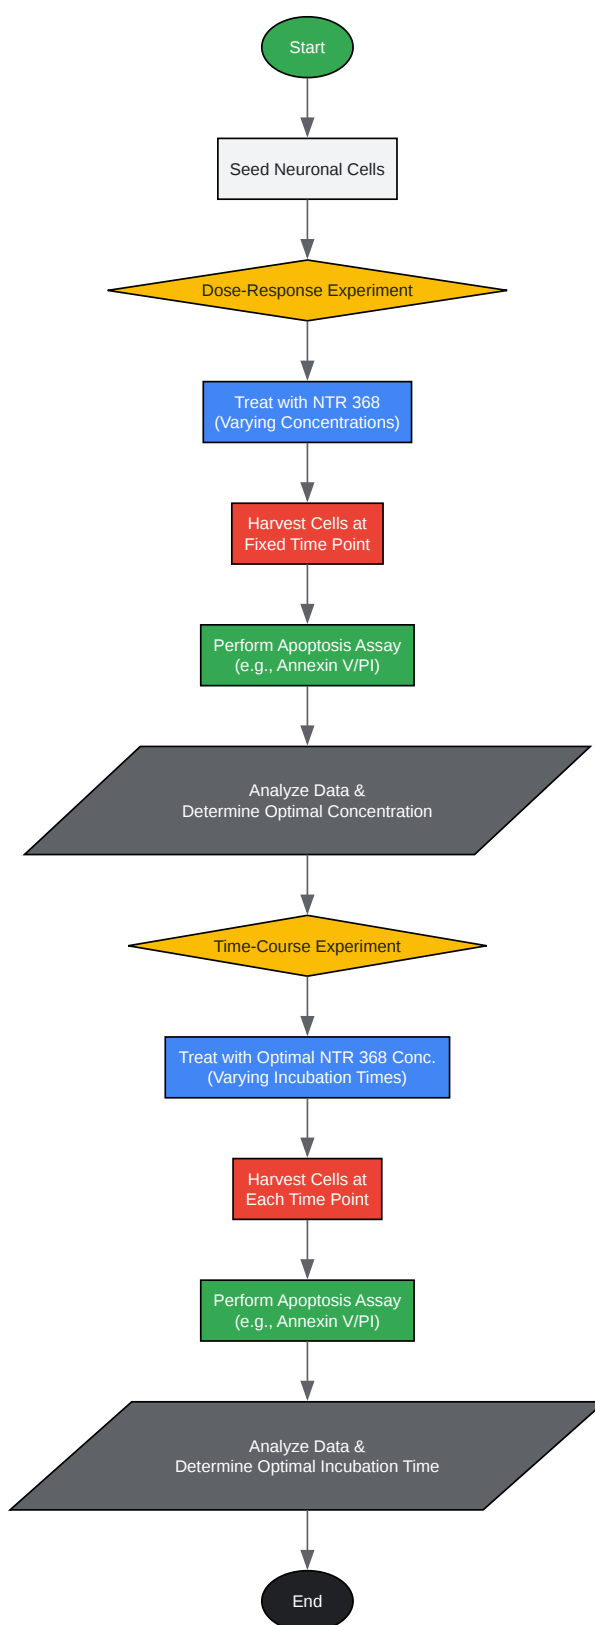 Start
Seed Neuronal Cells
Dose-Response Experiment
Treat with NTR 368
(Varying Concentrations)
Harvest Cells at
Fixed Time Point
Perform Apoptosis Assay
(e.g., Annexin V/PI)
Analyze Data &
Determine Optimal Concentration
Time-Course Experiment
Treat with Optimal NTR 368 Conc.
(Varying Incubation Times)
Harvest Cells at
Each Time Point
Perform Apoptosis Assay
(e.g., Annexin V/PI)
Analyze Data &
Determine Optimal Incubation Time
End